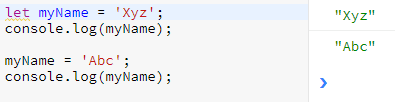 let myName = 'Xyz';
console.log(myName);
myName = 'Abc';
console.log(myName);
"Xyz"
"Abc"